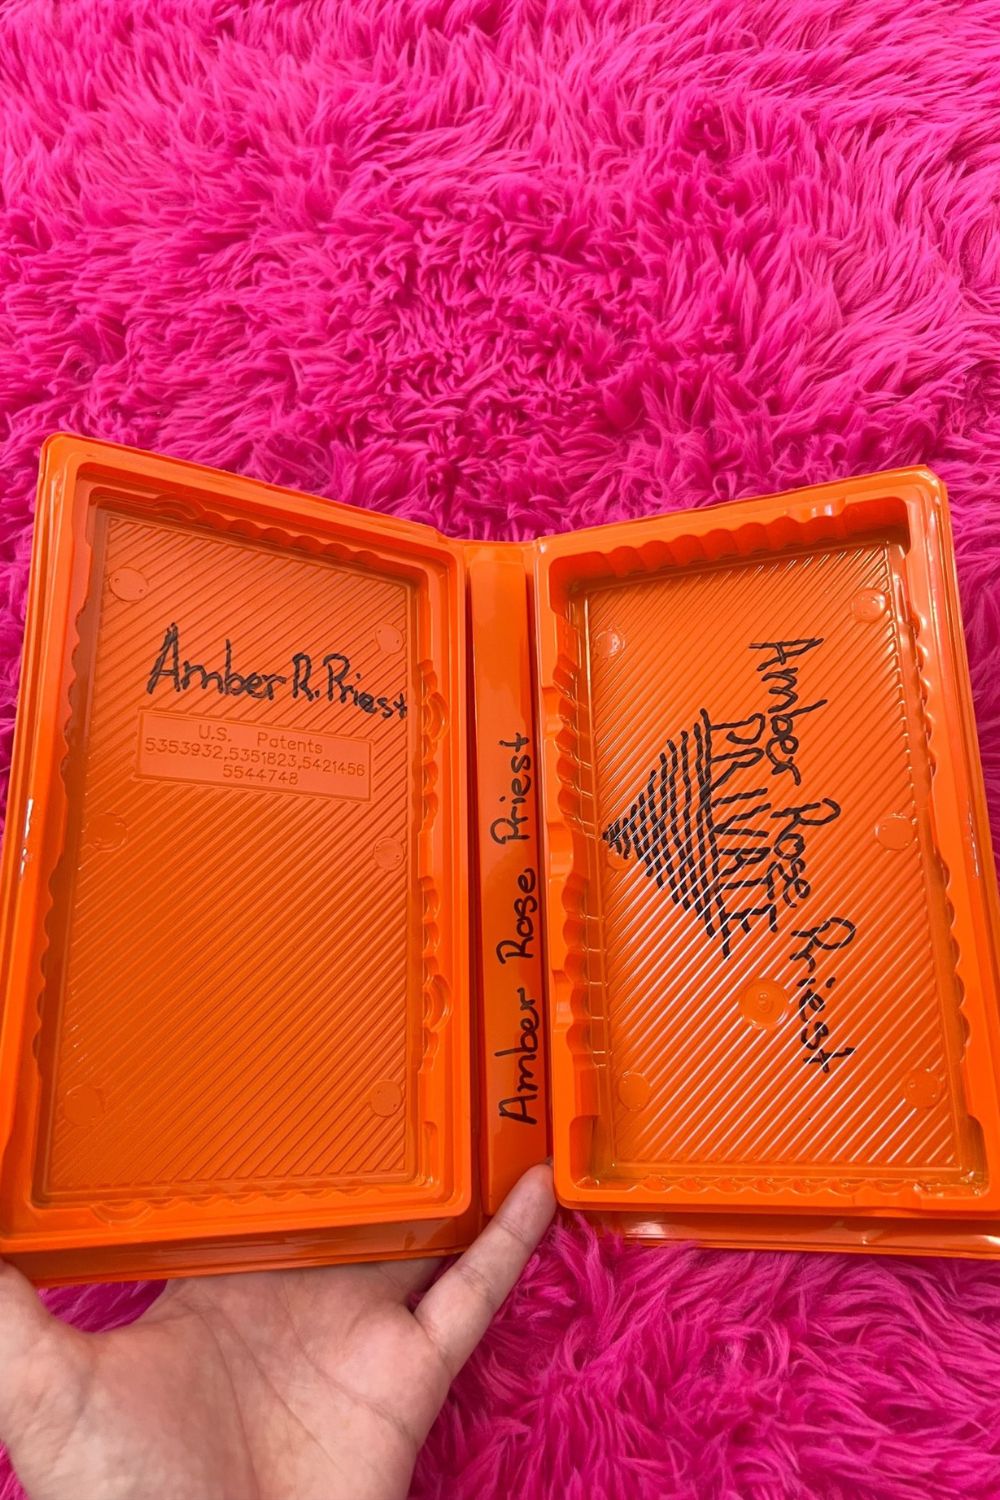 Amber R. Priest
U.S. Patents
5353932,5351823,5421456
5544748
Amber Rose Priest
Amber Rose Priest
PRIVATE